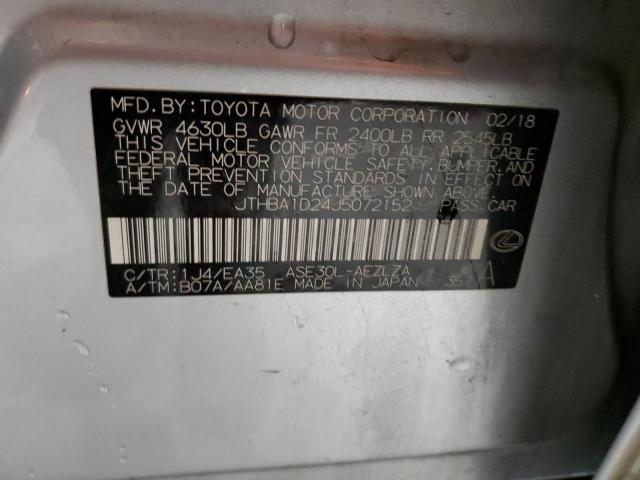 MFD.BY:TOYOTA MOTOR CORPORATION 02/18
GVWR 4630LB GAWR FR 2400LB RR 2545LB
THIS VEHICLE CONFORMS TO ALL APPLICABLE
FEDERAL MOTOR VEHICLE SAFETY,BUMPER,AND
THEFT PREVENTION STANDARDS IN EFFECT ON
THE DATE OF MANUFACTURE SHOWN ABOVE.
JTHBA1D24J5072152 PASS.CAR
C/TR:1J4/EA35 ASE30L-AEZLZA
A/TM:B07A/AA81E MADE IN JAPAN